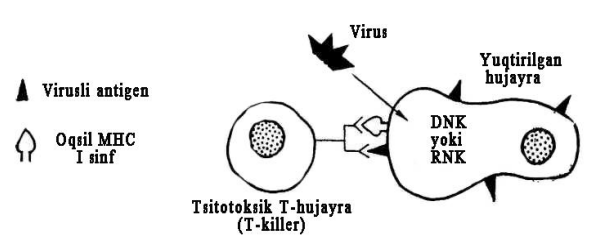 Virus
Yuqtirilgan
hujayra
Virusli antigen
Oqsil MHC
I sinf
DNK
yoki
RNK
Tsitotoksik T-hujayra
(T-killer)